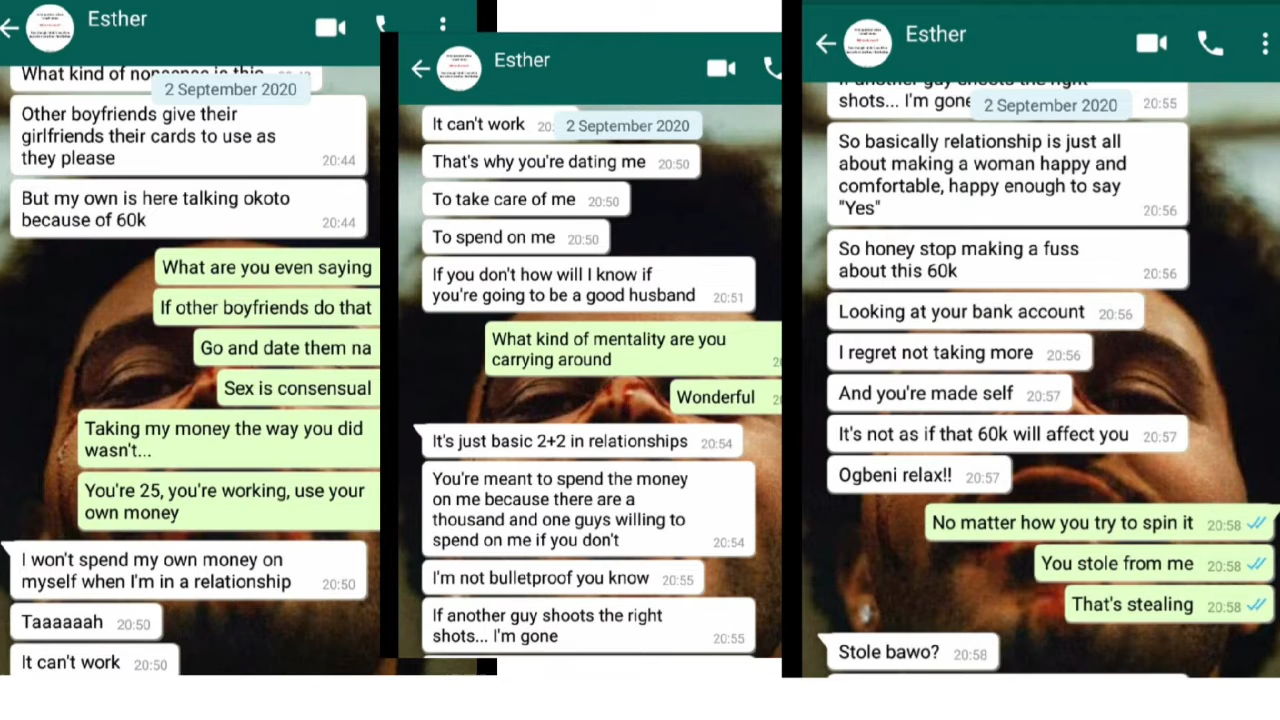 Esther
What kind of nonsense is this
2 September 2020
Other boyfriends give their
girlfriends their cards to use as
they please 20:44
But my own is here talking okoto
because of 60k 20:44
What are you even saying
If other boyfriends do that
Go and date them na
Sex is consensual
Taking my money the way you did
wasn't...
You're 25, you're working, use your
own money
I won't spend my own money on
myself when I'm in a relationship 20:50
Taaaaaah 20:50
It can't work 20:50
Esther
It can't work 20:
2 September 2020
That's why you're dating me 20:50
To take care of me 20:50
To spend on me 20:50
If you don't how will I know if
you're going to be a good husband 20:51
What kind of mentality are you
carrying around
Wonderful
It's just basic 2+2 in relationships 20:54
You're meant to spend the money
on me because there are a
thousand and one guys willing to
spend on me if you don't 20:54
I'm not bulletproof you know 20:55
If another guy shoots the right
shots... I'm gone 20:55
Esther
If another guy shoots the right
shots... I'm gone 20:55
2 September 2020
So basically relationship is just all
about making a woman happy and
comfortable, happy enough to say
"Yes" 20:56
So honey stop making a fuss
about this 60k 20:56
Looking at your bank account 20:56
I regret not taking more 20:56
And you're made self 20:57
It's not as if that 60k will affect you 20:57
Ogbeni relax!! 20:57
No matter how you try to spin it 20:58
You stole from me 20:58
That's stealing 20:58
Stole bawo? 20:58